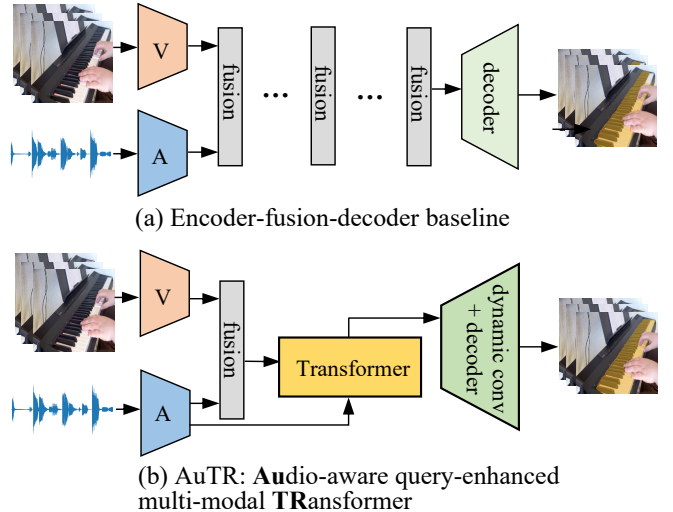 V
fusion
fusion
fusion
decoder
...
...
A
(a) Encoder-fusion-decoder baseline
V
fusion
Transformer
dynamic conv
+ decoder
A
(b) AuTR: Audio-aware query-enhanced
multi-modal TRansformer